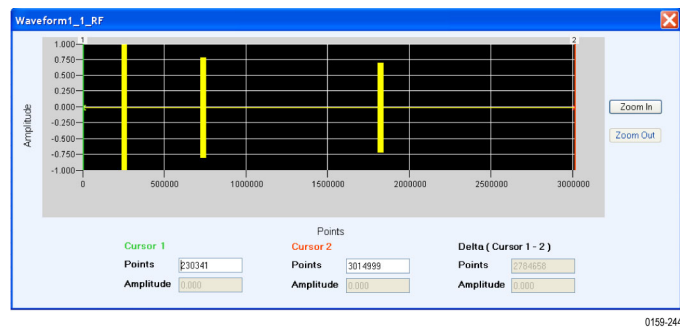 Waveform1_1_RF
1 2
1.000
0.750
0.500
0.250
0.000
-0.250
-0.500
-0.750
-1.000
Amplitude
0 500000 1000000 1500000 2000000 2500000 3000000
Points
Zoom In
Zoom Out
Cursor 1 Cursor 2 Delta ( Cursor 1 - 2 )
Points 230341 Points 3014999 Points 2784658
Amplitude 0.000 Amplitude 0.000 Amplitude 0.000
0159-244